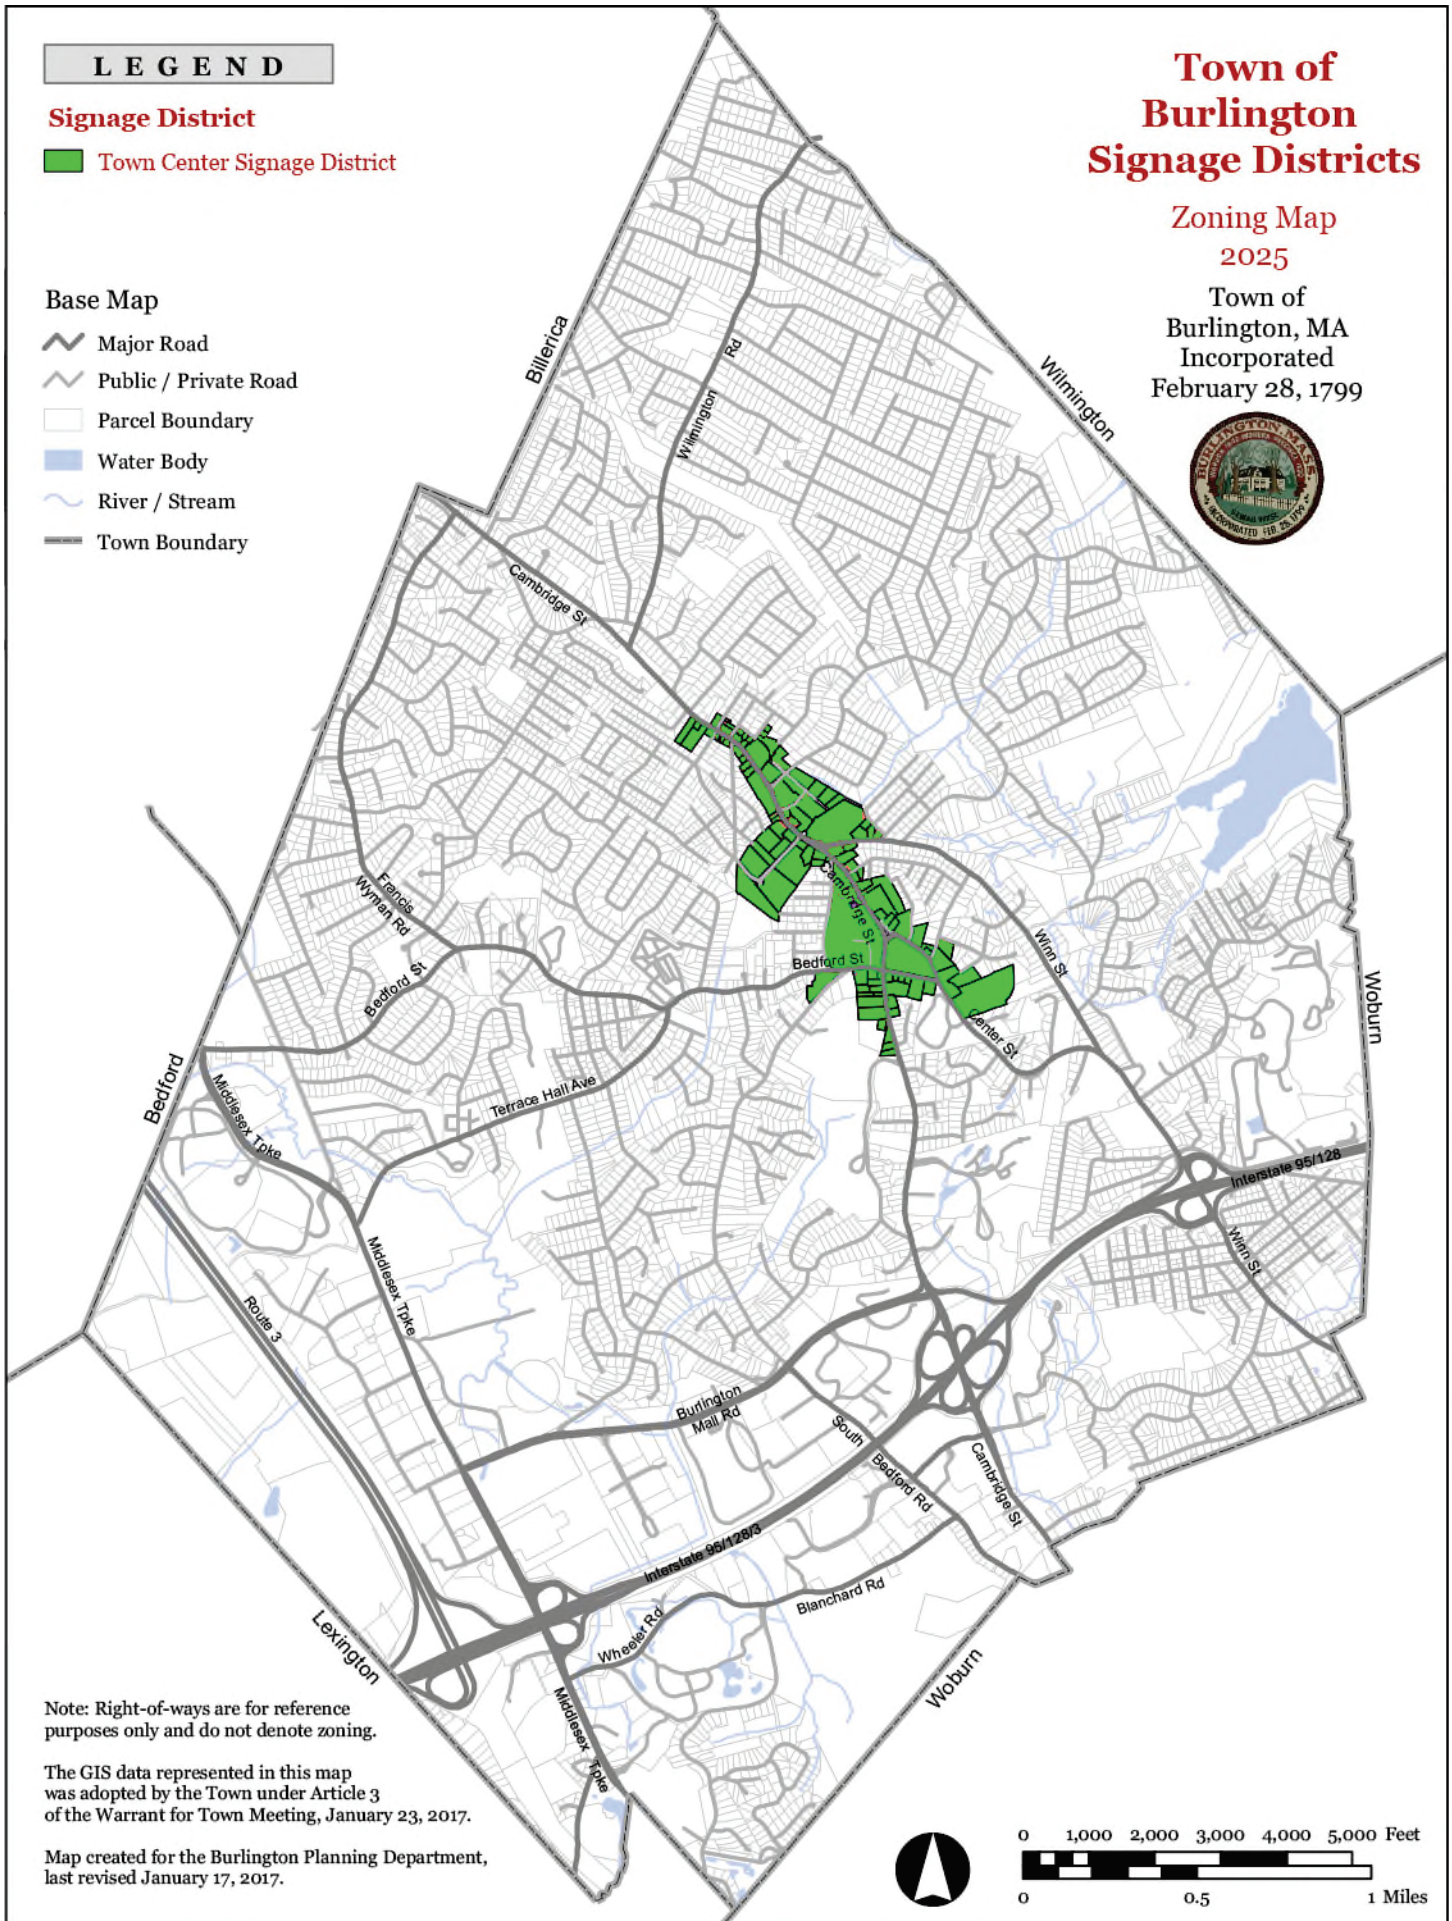 LEGEND
Signage District
Town Center Signage District
Base Map
Major Road
Public / Private Road
Parcel Boundary
Water Body
River / Stream
Town Boundary
Town of
Burlington
Signage Districts
Zoning Map
2025
Town of
Burlington, MA
Incorporated
February 28, 1799
BURLINGTON, MASS.
INCORPORATED FEB. 28, 1799
Billerica
Wilmington
Wilmington Rd
Cambridge St
Francis
Wyman Rd
Bedford St
Bedford St
Cambridge St
Winn St
Center St
Woburn
Bedford
Middlesex Tpke
Terrace Hall Ave
Interstate 95/128
Winn St
Middlesex Tpke
Route 3
Burlington
Mall Rd
South
Bedford Rd
Cambridge St
Interstate 95/128/3
Blanchard Rd
Wheeler Rd
Lexington
Woburn
Middlesex Tpke
Note: Right-of-ways are for reference
purposes only and do not denote zoning.
The GIS data represented in this map
was adopted by the Town under Article 3
of the Warrant for Town Meeting, January 23, 2017.
Map created for the Burlington Planning Department,
last revised January 17, 2017.
0 1,000 2,000 3,000 4,000 5,000 Feet
0 0.5 1 Miles